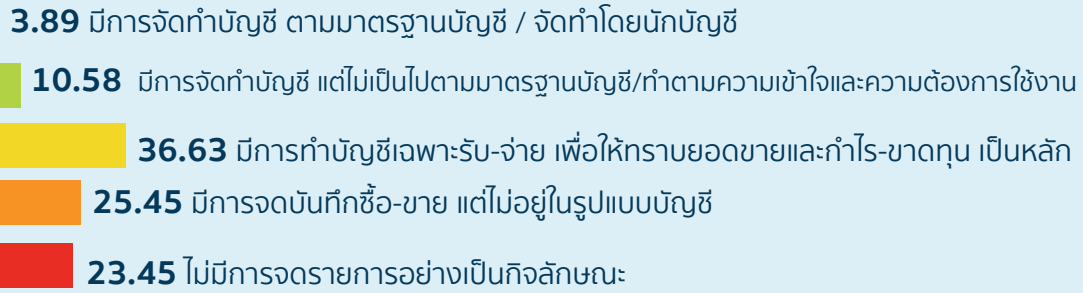 3.89 มีการจัดทำบัญชี ตามมาตรฐานบัญชี / จัดทำโดยนักบัญชี
10.58 มีการจัดทำบัญชี แต่ไม่เป็นไปตามมาตรฐานบัญชี/ทำตามความเข้าใจและความต้องการใช้งาน
36.63 มีการทำบัญชีเฉพาะรับ-จ่าย เพื่อให้ทราบยอดขายและกำไร-ขาดทุน เป็นหลัก
25.45 มีการจดบันทึกซื้อ-ขาย แต่ไม่อยู่ในรูปแบบบัญชี
23.45 ไม่มีการจดรายการอย่างเป็นกิจลักษณะ